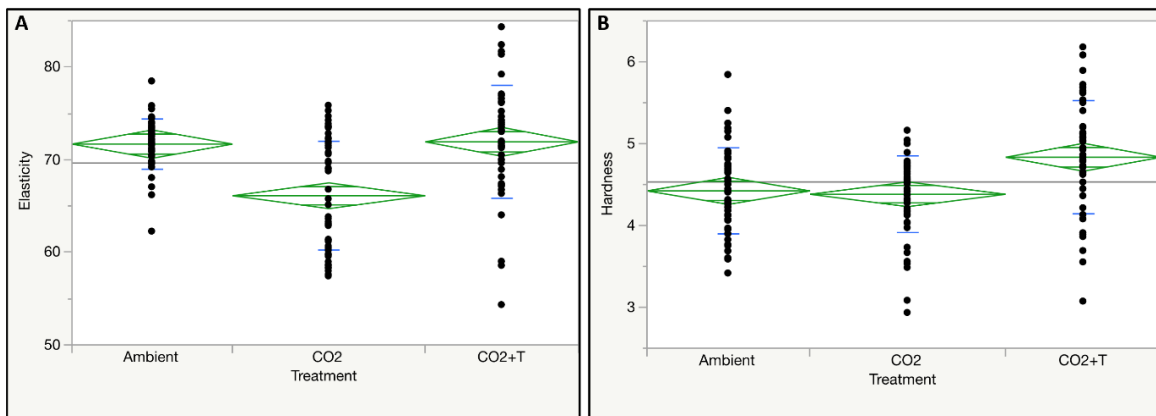 A
Elasticity
80
70
60
50
Ambient CO2 CO2+T
Treatment
B
Hardness
6
5
4
3
Ambient CO2 CO2+T
Treatment